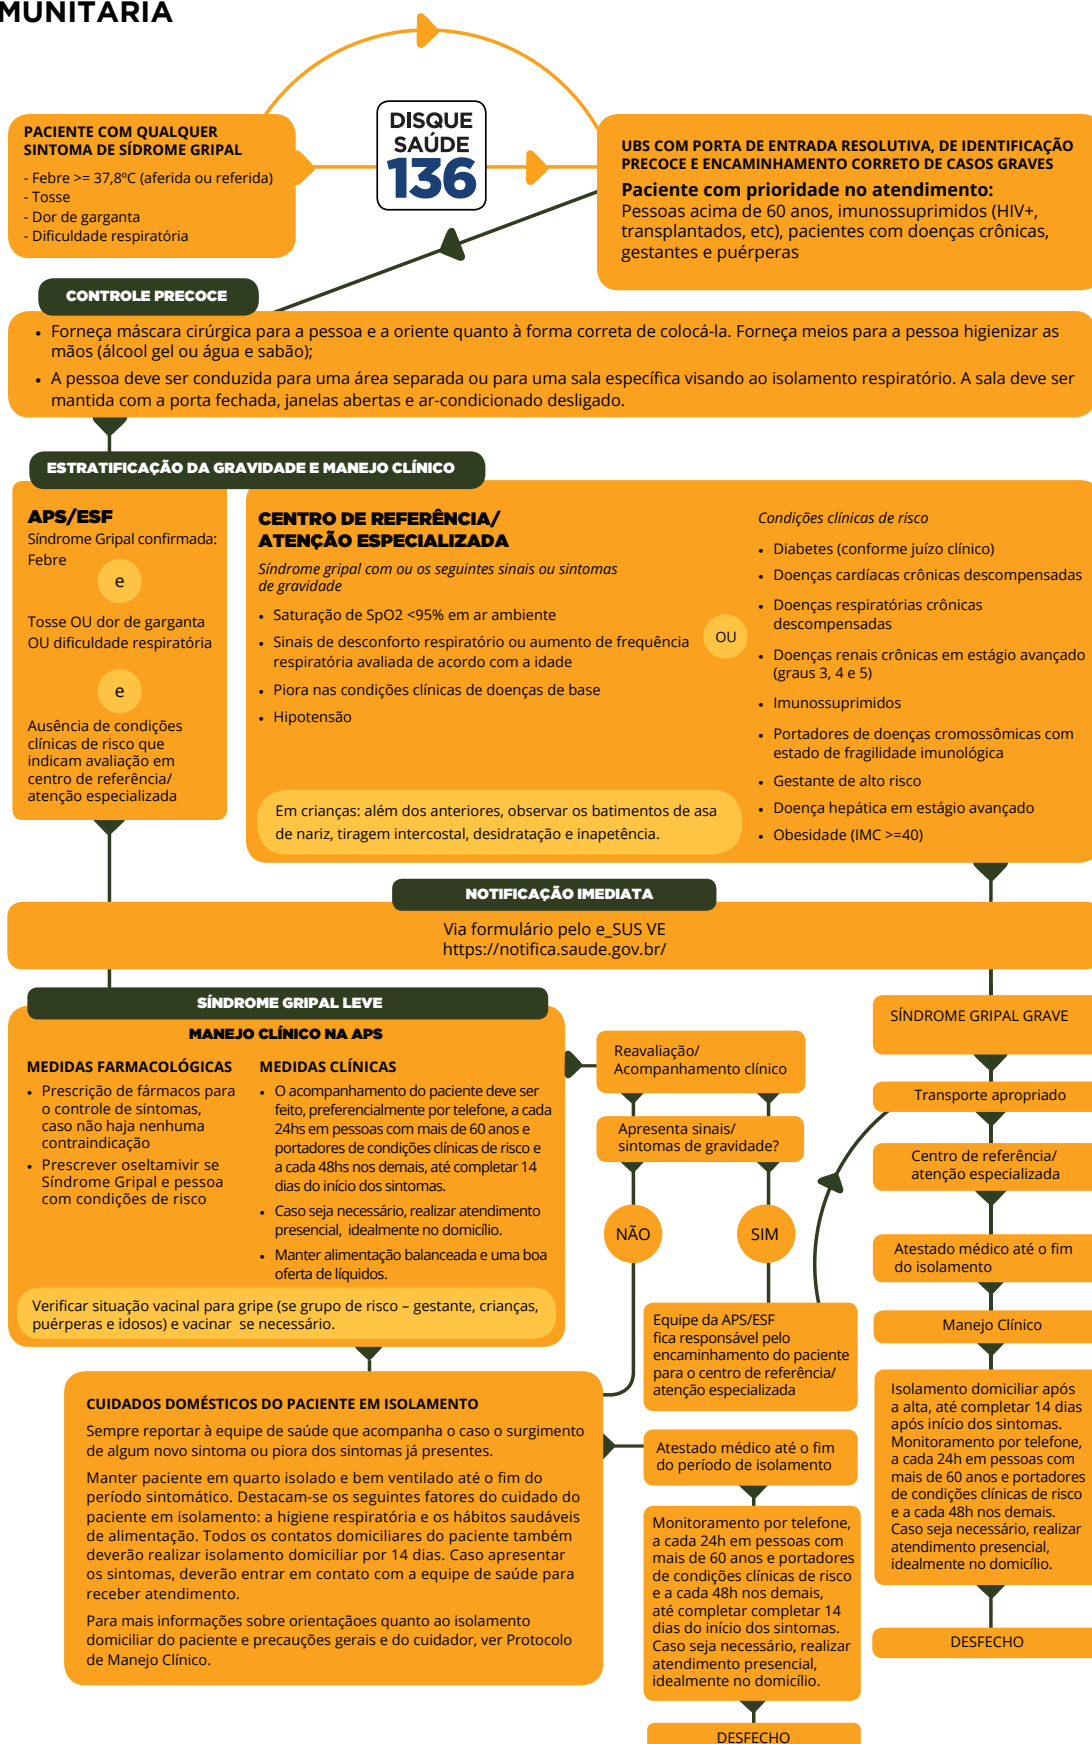 MUNITÁRIA
PACIENTE COM QUALQUER
SINTOMA DE SÍDROME GRIPAL
- Febre >= 37,8ºC (aferida ou referida)
- Tosse
- Dor de garganta
- Dificuldade respiratória
DISQUE
SAÚDE
136
UBS COM PORTA DE ENTRADA RESOLUTIVA, DE IDENTIFICAÇÃO
PRECOCE E ENCAMINHAMENTO CORRETO DE CASOS GRAVES
Paciente com prioridade no atendimento:
Pessoas acima de 60 anos, imunossuprimidos (HIV+,
transplantados, etc), pacientes com doenças crônicas,
gestantes e puérperas
CONTROLE PRECOCE
• Forneça máscara cirúrgica para a pessoa e a oriente quanto à forma correta de colocá-la. Forneça meios para a pessoa higienizar as
mãos (álcool gel ou água e sabão);
• A pessoa deve ser conduzida para uma área separada ou para uma sala específica visando ao isolamento respiratório. A sala deve ser
mantida com a porta fechada, janelas abertas e ar-condicionado desligado.
ESTRATIFICAÇÃO DA GRAVIDADE E MANEJO CLÍNICO
APS/ESF
Síndrome Gripal confirmada:
Febre
e
Tosse OU dor de garganta
OU dificuldade respiratória
e
Ausência de condições
clínicas de risco que
indicam avaliação em
centro de referência/
atenção especializada
CENTRO DE REFERÊNCIA/
ATENÇÃO ESPECIALIZADA
Síndrome gripal com ou os seguintes sinais ou sintomas
de gravidade
• Saturação de SpO2 <95% em ar ambiente
• Sinais de desconforto respiratório ou aumento de frequência
respiratória avaliada de acordo com a idade
• Piora nas condições clínicas de doenças de base
• Hipotensão
Em crianças: além dos anteriores, observar os batimentos de asa
de nariz, tiragem intercostal, desidratação e inapetência.
OU
Condições clínicas de risco
• Diabetes (conforme juízo clínico)
• Doenças cardíacas crônicas descompensadas
• Doenças respiratórias crônicas
descompensadas
• Doenças renais crônicas em estágio avançado
(graus 3, 4 e 5)
• Imunossuprimidos
• Portadores de doenças cromossômicas com
estado de fragilidade imunológica
• Gestante de alto risco
• Doença hepática em estágio avançado
• Obesidade (IMC >=40)
NOTIFICAÇÃO IMEDIATA
Via formulário pelo e_SUS VE
https://notifica.saude.gov.br/
SÍNDROME GRIPAL LEVE
MANEJO CLÍNICO NA APS
MEDIDAS FARMACOLÓGICAS
• Prescrição de fármacos para
o controle de sintomas,
caso não haja nenhuma
contraindicação
• Prescrever oseltamivir se
Síndrome Gripal e pessoa
com condições de risco
MEDIDAS CLÍNICAS
• O acompanhamento do paciente deve ser
feito, preferencialmente por telefone, a cada
24hs em pessoas com mais de 60 anos e
portadores de condições clínicas de risco e
a cada 48hs nos demais, até completar 14
dias do início dos sintomas.
• Caso seja necessário, realizar atendimento
presencial, idealmente no domicílio.
• Manter alimentação balanceada e uma boa
oferta de líquidos.
Verificar situação vacinal para gripe (se grupo de risco – gestante, crianças,
puérperas e idosos) e vacinar se necessário.
Reavaliação/
Acompanhamento clínico
Apresenta sinais/
sintomas de gravidade?
NÃO
SIM
Equipe da APS/ESF
fica responsável pelo
encaminhamento do paciente
para o centro de referência/
atenção especializada
SÍNDROME GRIPAL GRAVE
Transporte apropriado
Centro de referência/
atenção especializada
Atestado médico até o fim
do isolamento
Manejo Clínico
Isolamento domiciliar após
a alta, até completar 14 dias
após início dos sintomas.
Monitoramento por telefone,
a cada 24h em pessoas com
mais de 60 anos e portadores
de condições clínicas de risco
e a cada 48h nos demais.
Caso seja necessário, realizar
atendimento presencial,
idealmente no domicílio.
DESFECHO
CUIDADOS DOMÉSTICOS DO PACIENTE EM ISOLAMENTO
Sempre reportar à equipe de saúde que acompanha o caso o surgimento
de algum novo sintoma ou piora dos sintomas já presentes.
Manter paciente em quarto isolado e bem ventilado até o fim do
período sintomático. Destacam-se os seguintes fatores do cuidado do
paciente em isolamento: a higiene respiratória e os hábitos saudáveis
de alimentação. Todos os contatos domiciliares do paciente também
deverão realizar isolamento domiciliar por 14 dias. Caso apresentar
os sintomas, deverão entrar em contato com a equipe de saúde para
receber atendimento.
Para mais informações sobre orientaçãoes quanto ao isolamento
domiciliar do paciente e precauções gerais e do cuidador, ver Protocolo
de Manejo Clínico.
Atestado médico até o fim
do período de isolamento
Monitoramento por telefone,
a cada 24h em pessoas com
mais de 60 anos e portadores
de condições clínicas de risco
e a cada 48h nos demais,
até completar completar 14
dias do início dos sintomas.
Caso seja necessário, realizar
atendimento presencial,
idealmente no domicílio.
DESFECHO